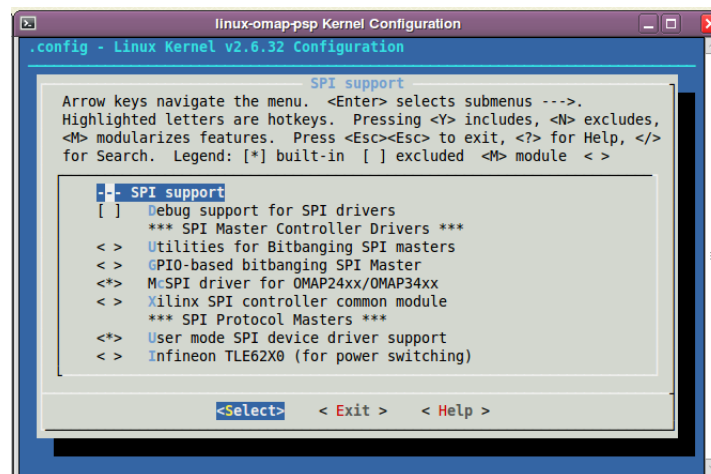 linux-omap-psp Kernel Configuration
.config - Linux Kernel v2.6.32 Configuration
SPI support
Arrow keys navigate the menu. <Enter> selects submenus --->.
Highlighted letters are hotkeys. Pressing <Y> includes, <N> excludes,
<M> modularizes features. Press <Esc><Esc> to exit, <?> for Help, </>
for Search. Legend: [*] built-in [ ] excluded <M> module < >
--- SPI support
[ ] Debug support for SPI drivers
*** SPI Master Controller Drivers ***
< > Utilities for Bitbanging SPI masters
< > GPIO-based bitbanging SPI Master
<*> McSPI driver for OMAP24xx/OMAP34xx
< > Xilinx SPI controller common module
*** SPI Protocol Masters ***
<*> User mode SPI device driver support
< > Infineon TLE62X0 (for power switching)
<Select> < Exit > < Help >